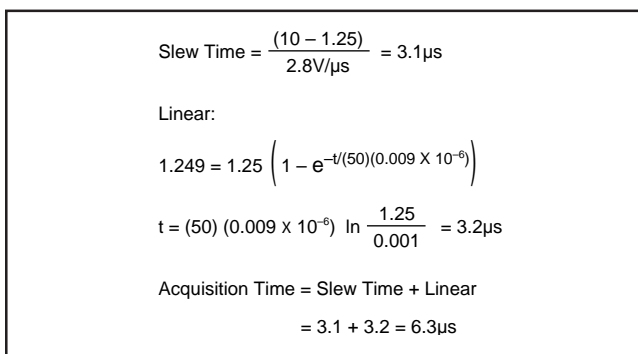 Slew Time = (10 – 1.25) / 2.8V/µs = 3.1µs
Linear:
1.249 = 1.25 (1 – e^–t/(50)(0.009 X 10^–6))
t = (50) (0.009 X 10^–6) ln 1.25 / 0.001 = 3.2µs
Acquisition Time = Slew Time + Linear
= 3.1 + 3.2 = 6.3µs